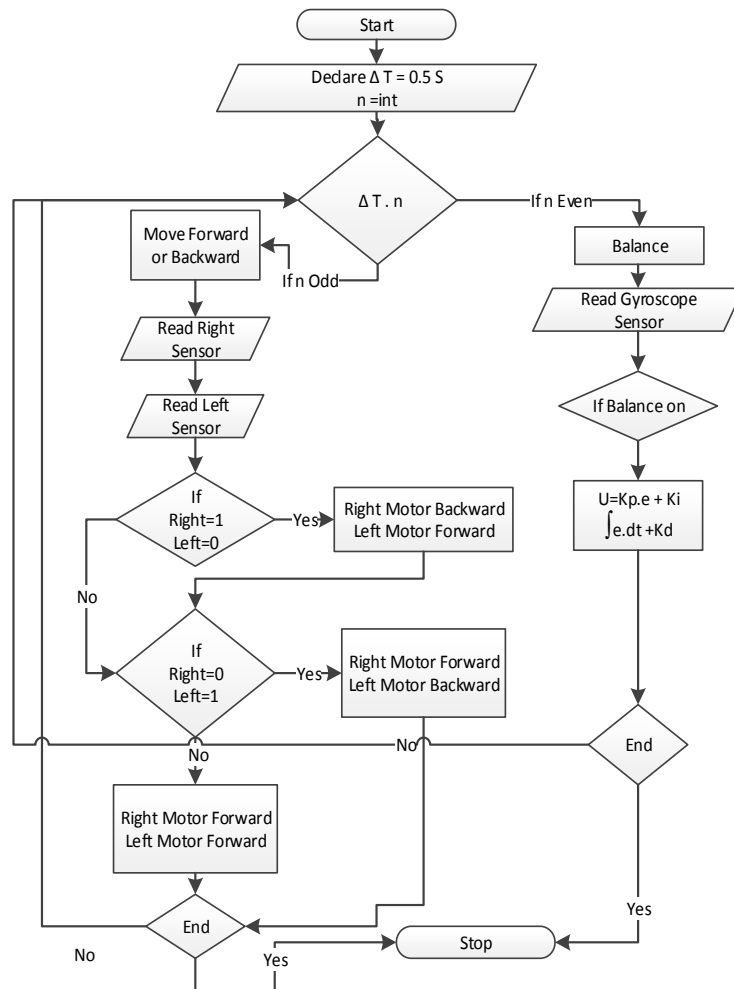 Start
Declare Δ T = 0.5 S
n =int
Δ T . n
If n Even
If n Odd
Move Forward
or Backward
Balance
Read Right
Sensor
Read Gyroscope
Sensor
Read Left
Sensor
If Balance on
If
Right=1
Left=0
Yes
Right Motor Backward
Left Motor Forward
U=Kp.e + Ki
∫e.dt +Kd
No
If
Right=0
Left=1
Yes
Right Motor Forward
Left Motor Backward
No
No
End
Right Motor Forward
Left Motor Forward
End
Yes
No
Yes
Stop